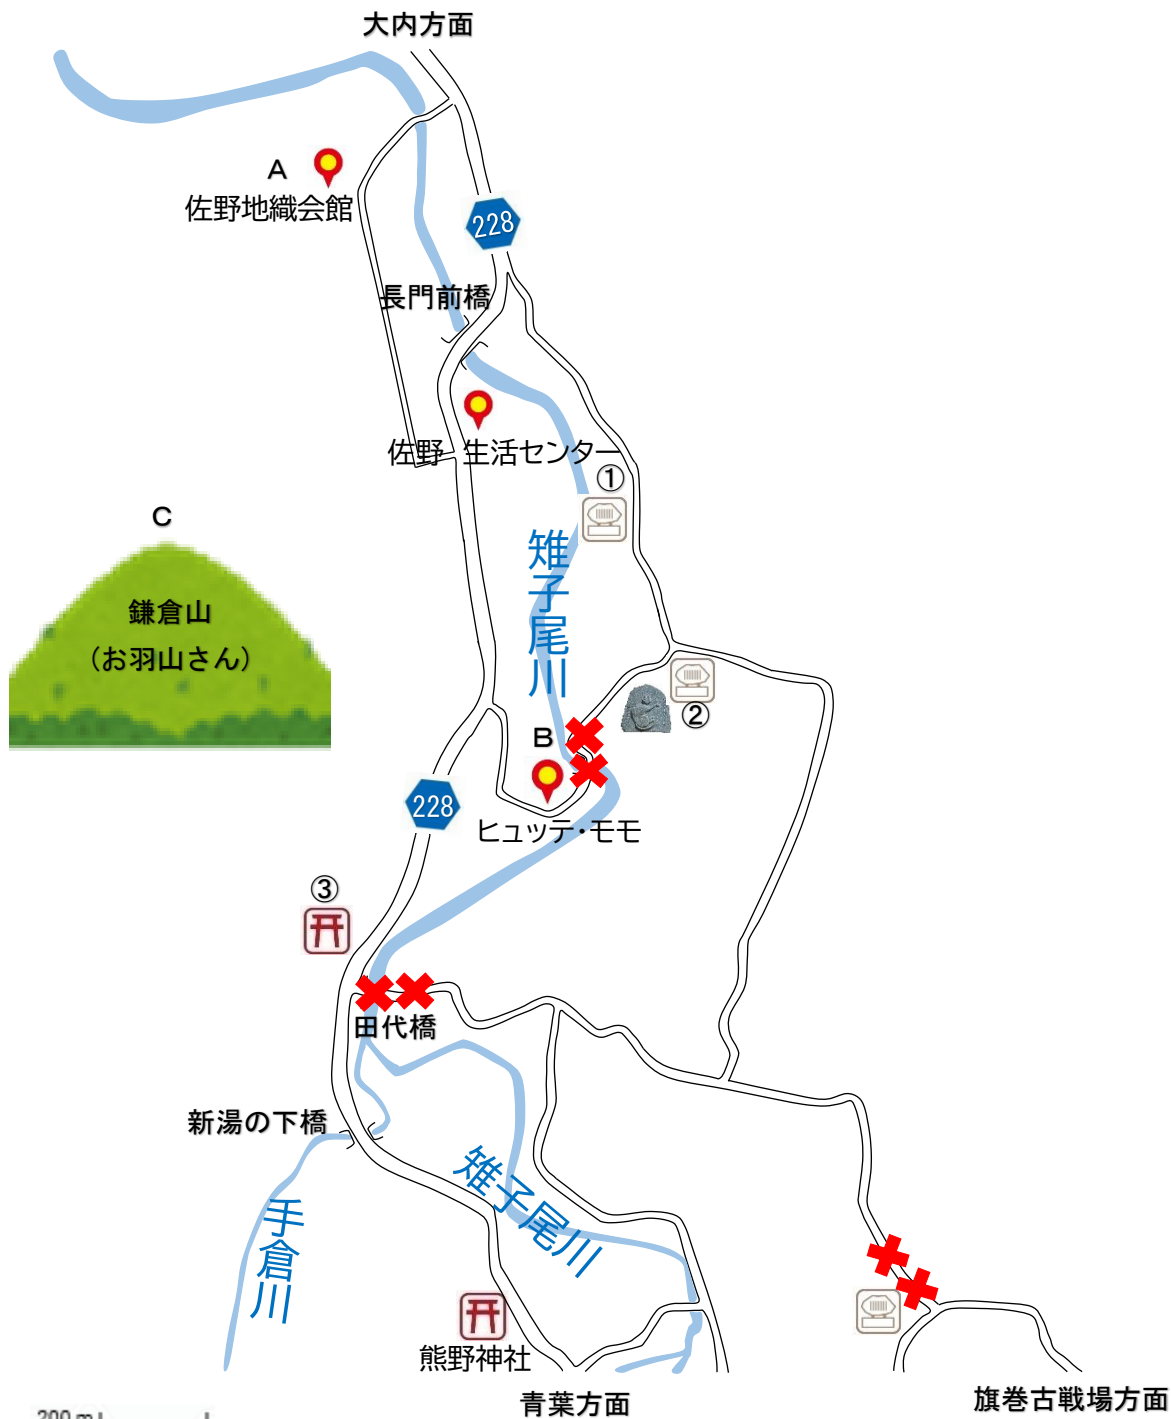 大内方面
A
佐野地織会館
228
長門前橋
佐野 生活センター
①
C
雉子尾川
鎌倉山
(お羽山さん)
②
B
228
ヒュッテ・モモ
③
田代橋
新湯の下橋
雉子尾川
手倉川
熊野神社
青葉方面
旗巻古戦場方面
200 m